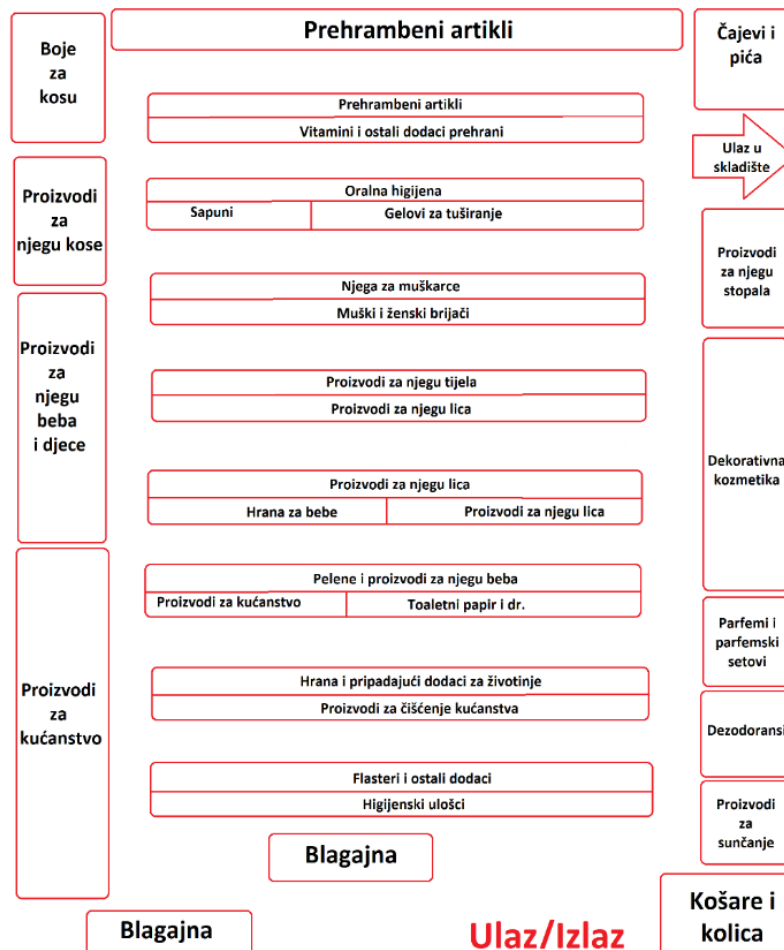 Prehrambeni artikli
Boje
za
kosu
Čajevi i
pića
Prehrambeni artikli
Vitamini i ostali dodaci prehrani
Ulaz u
skladište
Proizvodi
za
njegu kose
Oralna higijena
Sapuni
Gelovi za tuširanje
Proizvodi
za njegu
stopala
Njega za muškarce
Muški i ženski brijači
Proizvodi
za
njegu
beba
i djece
Proizvodi za njegu tijela
Proizvodi za njegu lica
Dekorativna
kozmetika
Proizvodi za njegu lica
Hrana za bebe
Proizvodi za njegu lica
Pelene i proizvodi za njegu beba
Proizvodi za kućanstvo
Toaletni papir i dr.
Parfemi i
parfemski
setovi
Proizvodi
za
kućanstvo
Hrana i pripadajući dodaci za životinje
Proizvodi za čišćenje kućanstva
Dezodoransi
Flasteri i ostali dodaci
Higijenski ulošci
Proizvodi
za
sunčanje
Blagajna
Blagajna
Ulaz/Izlaz
Košare i
kolica